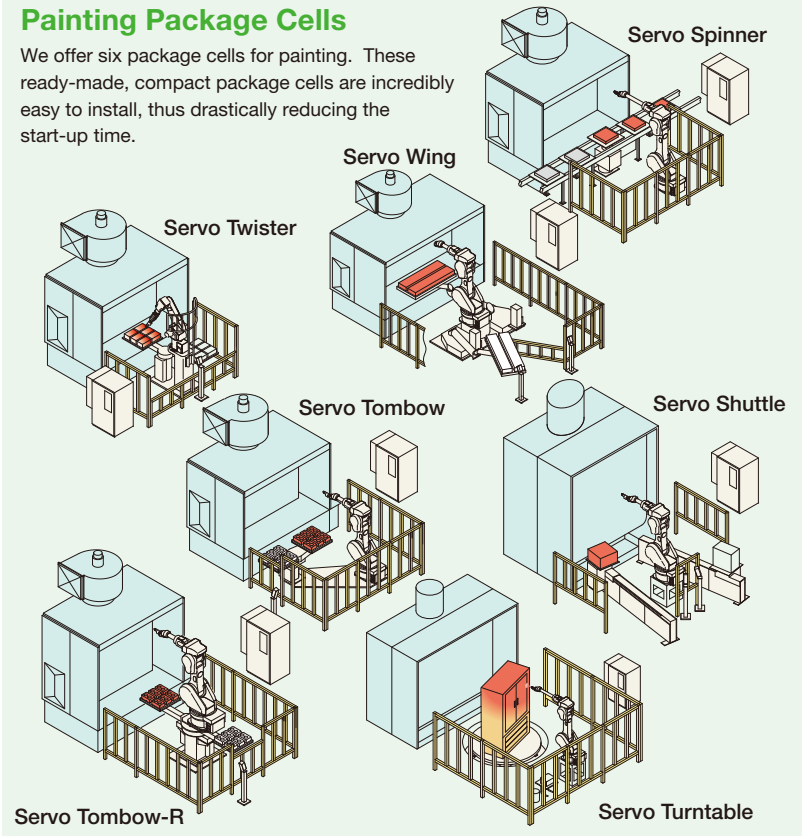 Painting Package Cells
We offer six package cells for painting. These
ready-made, compact package cells are incredibly
easy to install, thus drastically reducing the
start-up time.
Servo Spinner
Servo Wing
Servo Twister
Servo Tombow
Servo Shuttle
Servo Tombow-R
Servo Turntable